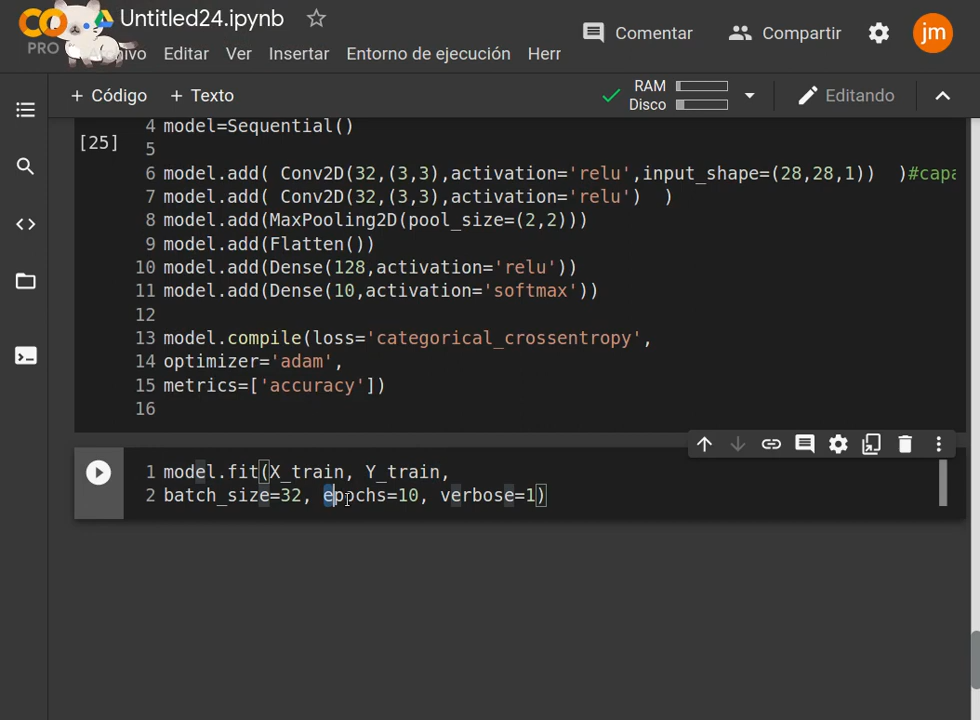 CO
PRO
Untitled24.ipynb
Archivo Editar Ver Insertar Entorno de ejecución Herr
Comentar
Compartir
jm
+ Código + Texto
RAM
Disco
Editando
[25]
4 model=Sequential()
5
6 model.add( Conv2D(32,(3,3),activation='relu',input_shape=(28,28,1))  )#capa
7 model.add( Conv2D(32,(3,3),activation='relu')  )
8 model.add(MaxPooling2D(pool_size=(2,2)))
9 model.add(Flatten())
10 model.add(Dense(128,activation='relu'))
11 model.add(Dense(10,activation='softmax'))
12
13 model.compile(loss='categorical_crossentropy',
14 optimizer='adam',
15 metrics=['accuracy'])
16
1 model.fit(X_train, Y_train,
2 batch_size=32, epochs=10, verbose=1)